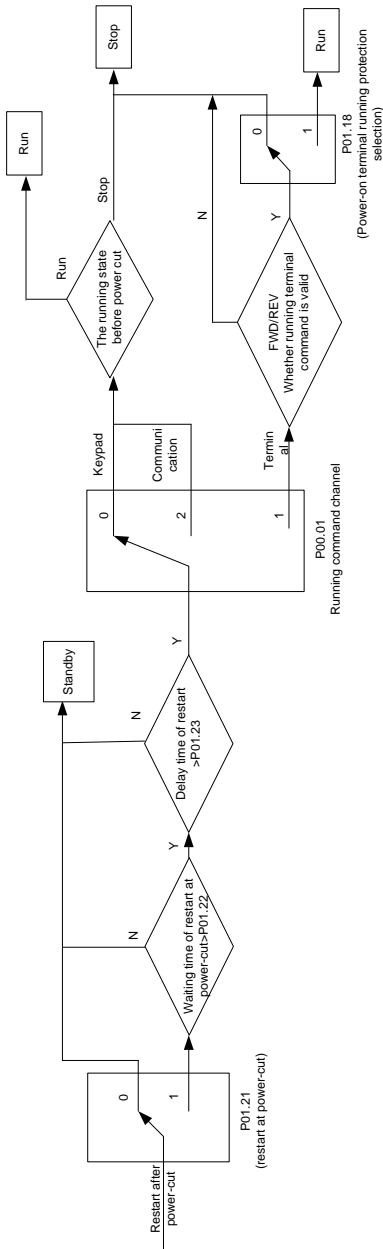 Restart after
power-cut
0
1
P01.21
(restart at power-cut)
Waiting time of restart at
power-cut>P01.22
N
Y
Delay time of restart
>P01.23
N
Y
Standby
0
2
1
P00.01
Running command channel
Keypad
Communi
cation
Termin
al
The running state
before power cut
Run
Run
Stop
Stop
FWD/REV
Whether running terminal
command is valid
N
Y
0
1
P01.18
(Power-on terminal running protection
selection)
Run